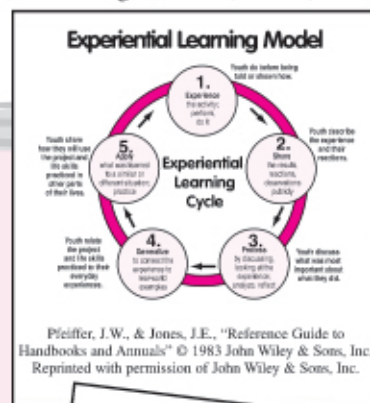 Experiential Learning Model
Youth do before being
told or shown how.
1.
Experience
the activity;
perform,
do it
Youth describe
the experience
and their
reactions.
2.
Share
the results,
reactions,
observations
publicly
Youth discuss
what was most
important about
what they did.
3.
Process
by discussing,
looking at the
experience;
analyze, reflect
Youth relate
the project
and life skills
practiced to their
everyday
experiences.
4.
Generalize
to connect the
experience to
real-world
examples
Youth share
how they will use
the project and
life skills
practiced in
other parts
of their lives.
5.
Apply
what was learned
to a similar or
different situation;
practice
Experiential
Learning
Cycle
Pfeiffer, J.W., & Jones, J.E., "Reference Guide to
Handbooks and Annuals" © 1983 John Wiley & Sons, Inc
Reprinted with permission of John Wiley & Sons, Inc.